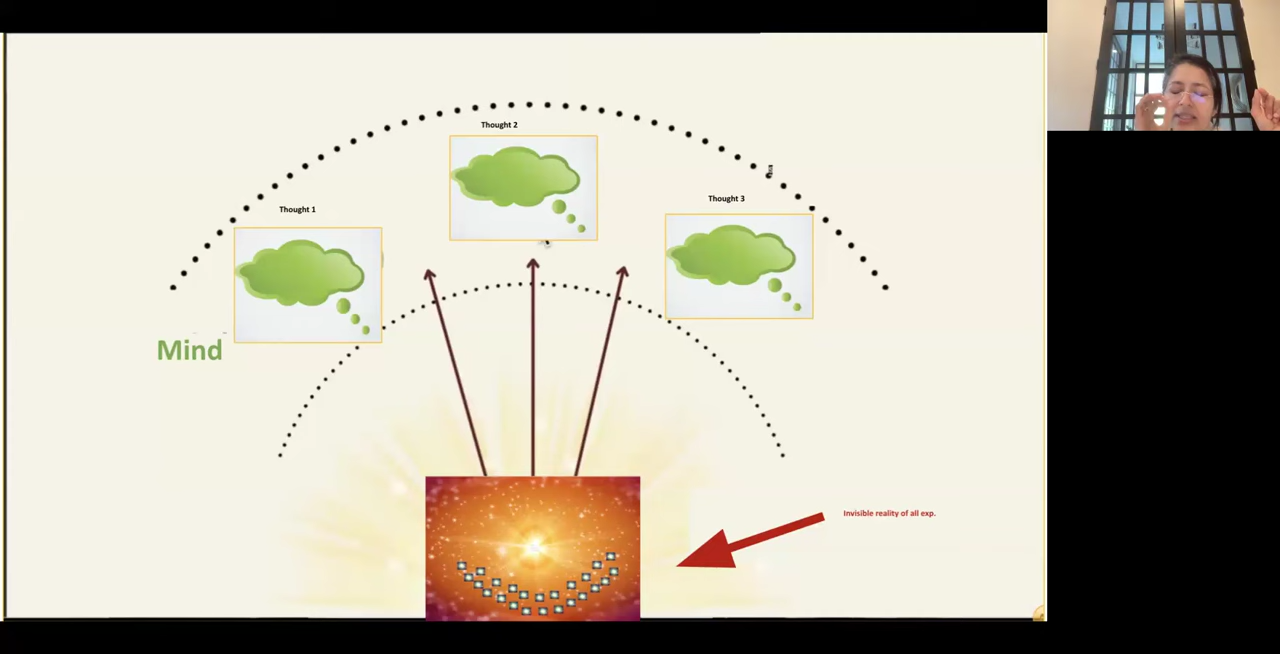 Thought 2
Thought 3
Thought 1
Mind
Invisible reality of all exp.